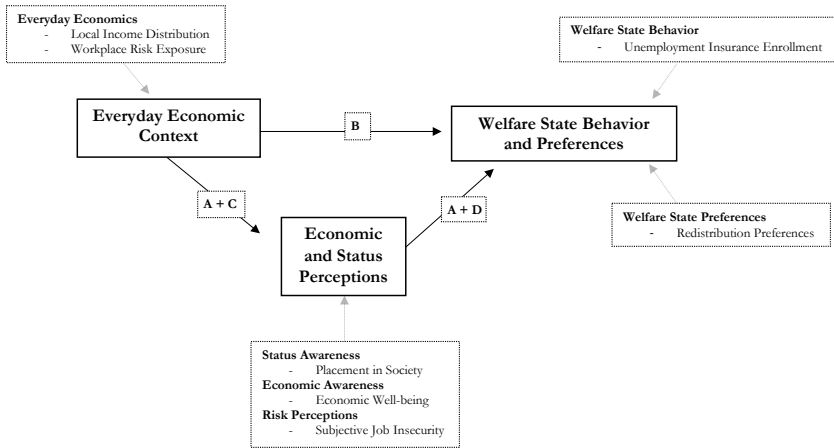 Everyday Economics
- Local Income Distribution
- Workplace Risk Exposure
Welfare State Behavior
- Unemployment Insurance Enrollment
Everyday Economic
Context
B
Welfare State Behavior
and Preferences
A + C
A + D
Economic
and Status
Perceptions
Welfare State Preferences
- Redistribution Preferences
Status Awareness
- Placement in Society
Economic Awareness
- Economic Well-being
Risk Perceptions
- Subjective Job Insecurity